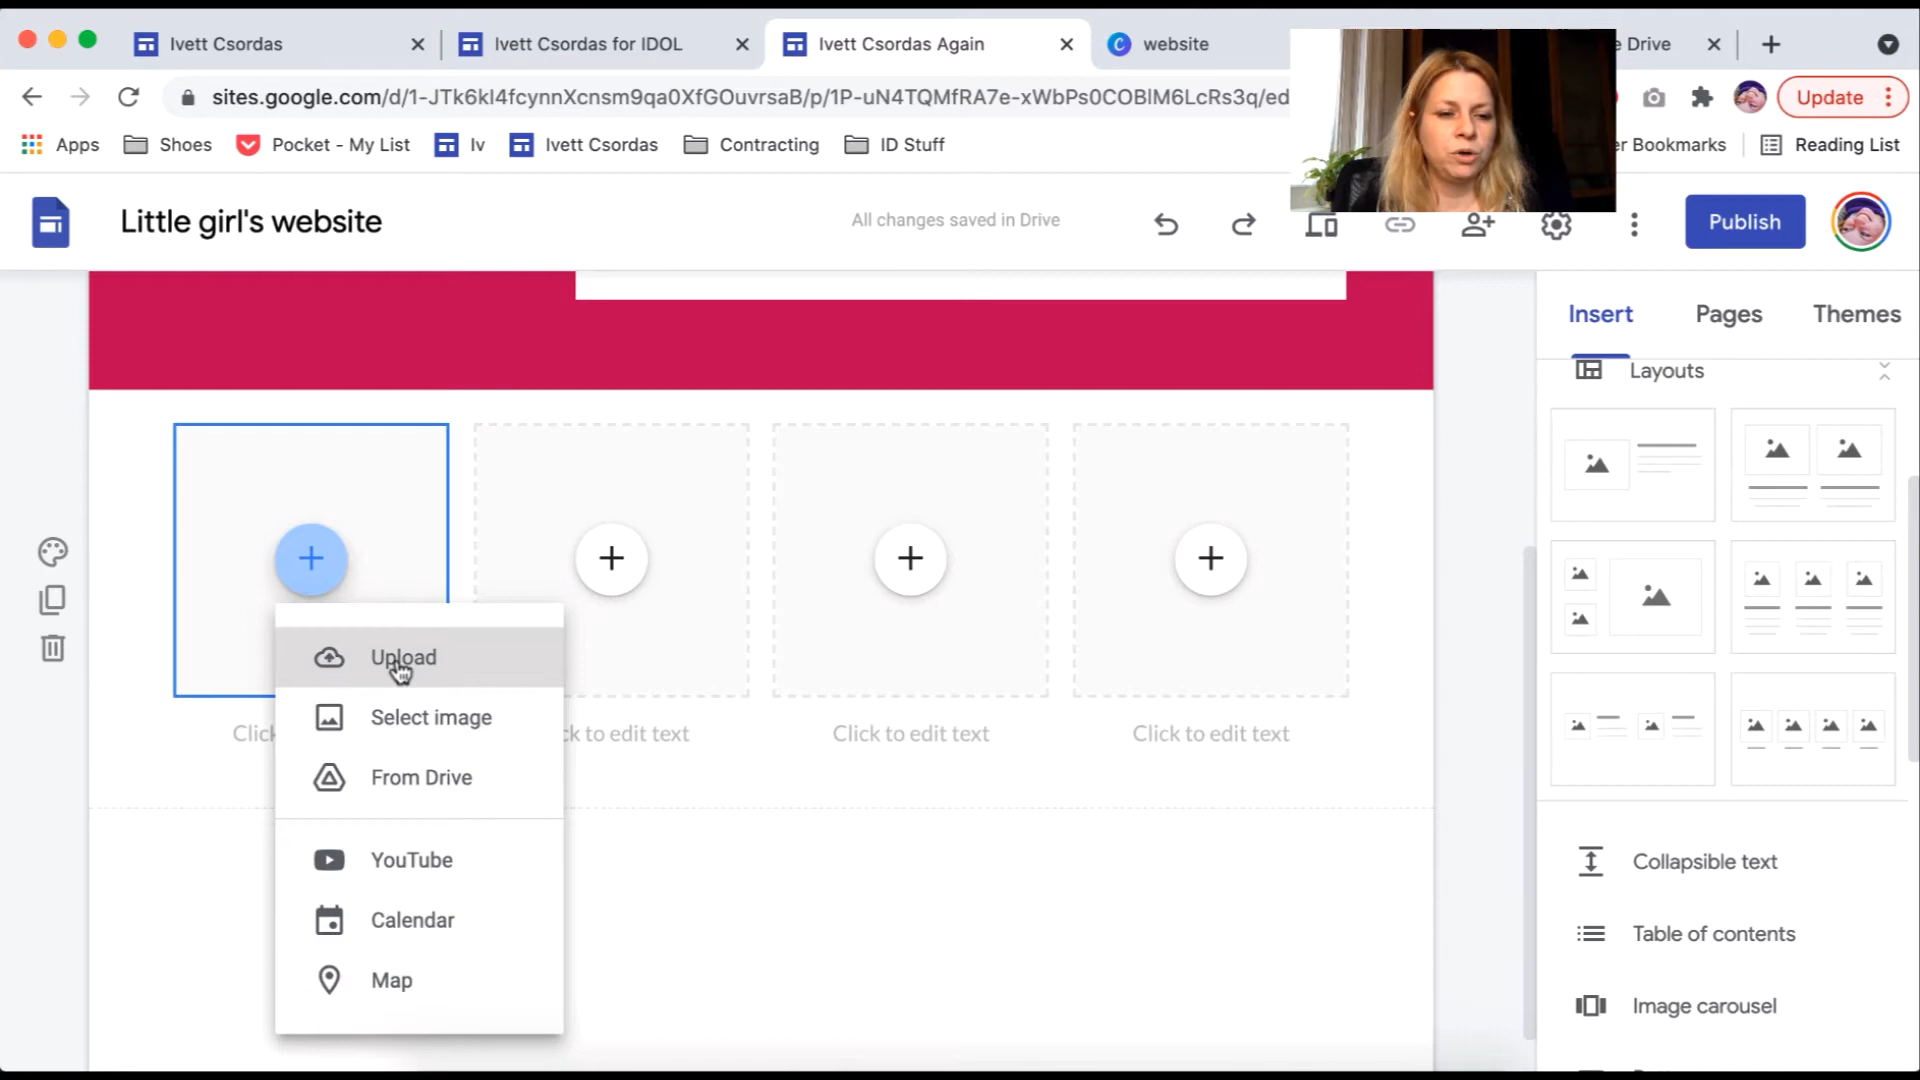 Ivett Csordas
Ivett Csordas for IDOL
Ivett Csordas Again
website
e Drive
sites.google.com/d/1-JTk6kI4fcynnXcnsm9qa0XfGOuvrsaB/p/1P-uN4TQMfRA7e-xWbPs0COBlM6LcRs3q/ed
Update
Apps
Shoes
Pocket - My List
Iv
Ivett Csordas
Contracting
ID Stuff
er Bookmarks
Reading List
Little girl's website
All changes saved in Drive
Publish
Insert
Pages
Themes
Layouts
Upload
Select image
From Drive
YouTube
Calendar
Map
Click
ck to edit text
Click to edit text
Click to edit text
Collapsible text
Table of contents
Image carousel